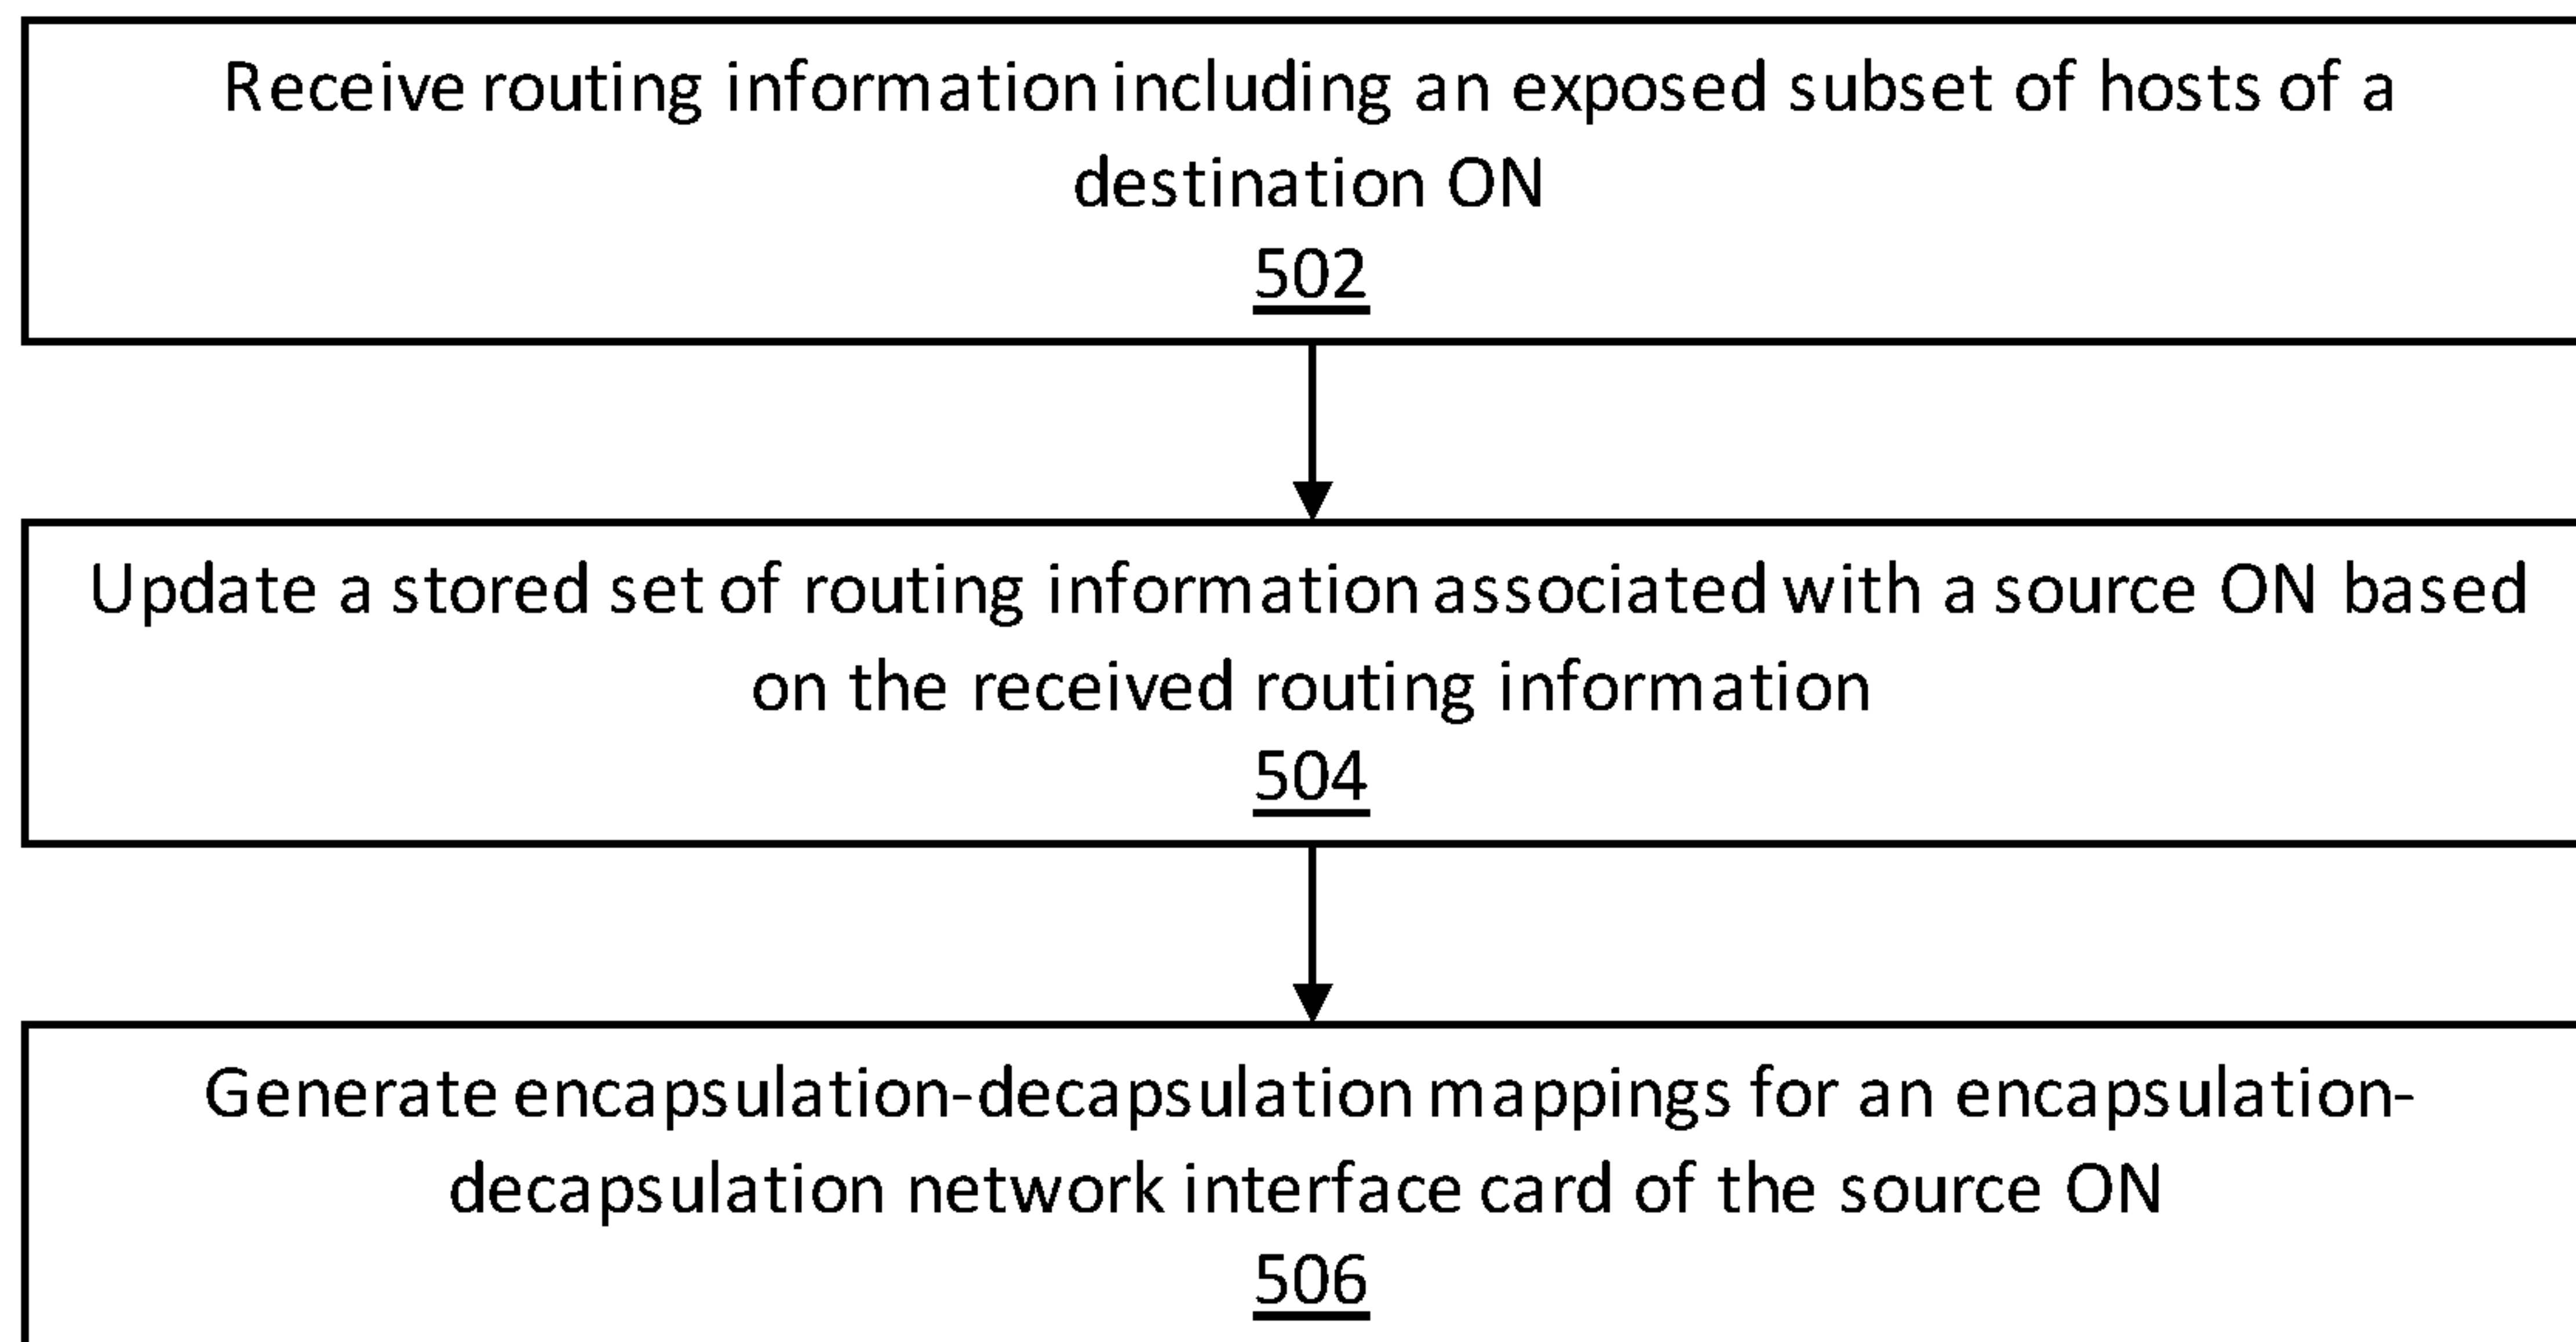 Receive routing information including an exposed subset of hosts of a
destination ON
502
Update a stored set of routing information associated with a source ON based
on the received routing information
504
Generate encapsulation-decapsulation mappings for an encapsulation-
decapsulation network interface card of the source ON
506